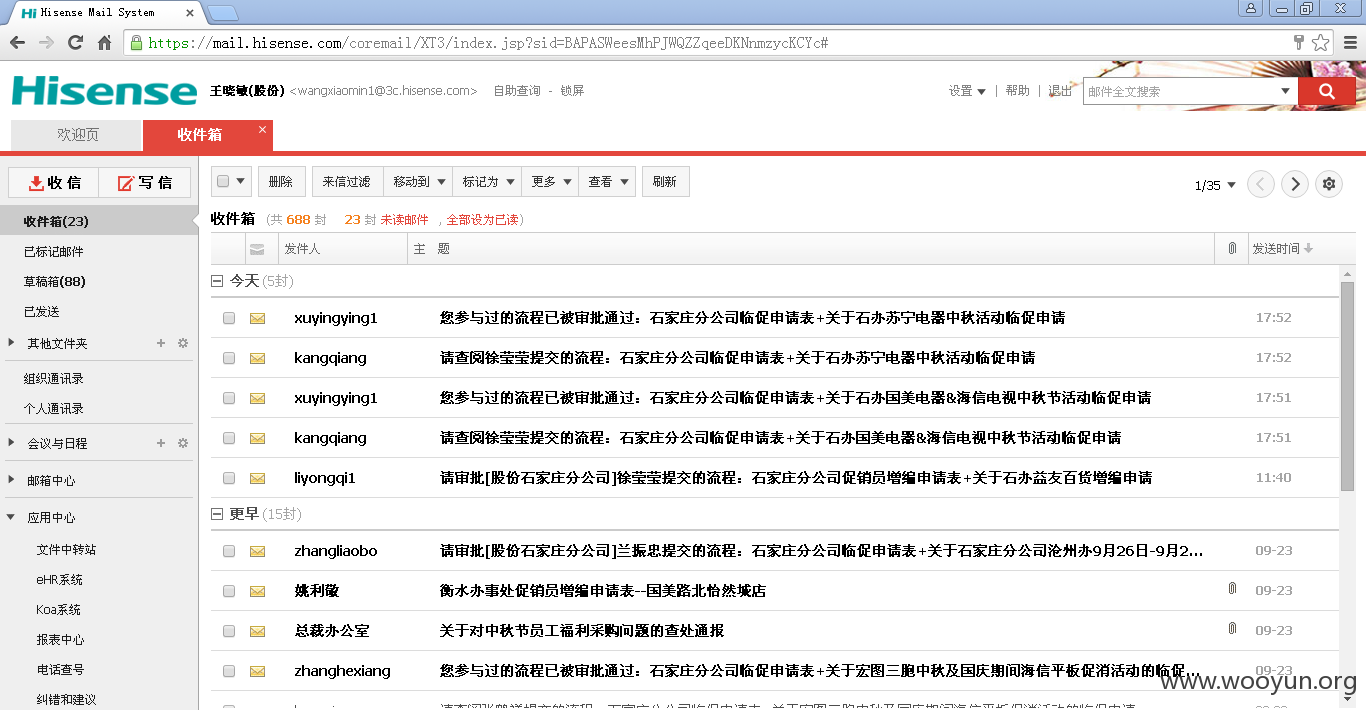 Hi Hisense Mail System
https://mail.hisense.com/coremail/XT3/index.jsp?sid=BAPASWeesMhPJWQZZqeeDKNnmzycKCYc#
Hisense 王晓敏(股份) <wangxiaomin1@3c.hisense.com> 自助查询 - 锁屏 设置 | 帮助 | 退出 邮件全文搜索
欢迎页 收件箱
收信 写信 删除 来信过滤 移动到 标记为 更多 查看 刷新 1/35
收件箱(23)
已标记邮件
草稿箱(88)
已发送
其他文件夹
组织通讯录
个人通讯录
会议与日程
邮箱中心
应用中心
文件中转站
eHR系统
Koa系统
报表中心
电话查号
纠错和建议
收件箱 (共 688 封 23 封 未读邮件 , 全部设为已读)
发件人 主 题 发送时间
今天 (5封)
xuyingying1 您参与过的流程已被审批通过：石家庄分公司临促申请表+关于石办苏宁电器中秋活动临促申请 17:52
kangqiang 请查阅徐莹莹提交的流程：石家庄分公司临促申请表+关于石办苏宁电器中秋活动临促申请 17:52
xuyingying1 您参与过的流程已被审批通过：石家庄分公司临促申请表+关于石办国美电器&海信电视中秋节活动临促申请 17:51
kangqiang 请查阅徐莹莹提交的流程：石家庄分公司临促申请表+关于石办国美电器&海信电视中秋节活动临促申请 17:51
liyongqi1 请审批[股份石家庄分公司]徐莹莹提交的流程：石家庄分公司促销员增编申请表+关于石办益友百货增编申请 11:40
更早 (15封)
zhangliaobo 请审批[股份石家庄分公司]兰振忠提交的流程：石家庄分公司临促申请表+关于石家庄分公司沧州办9月26日-9月2... 09-23
姚利敬 衡水办事处促销员增编申请表--国美路北怡然城店 09-23
总裁办公室 关于对中秋节员工福利采购问题的查处通报 09-23
zhanghexiang 您参与过的流程已被审批通过：石家庄分公司临促申请表+关于宏图三胞中秋及国庆期间海信平板促消活动的临促... 09-23
www.wooyun.org